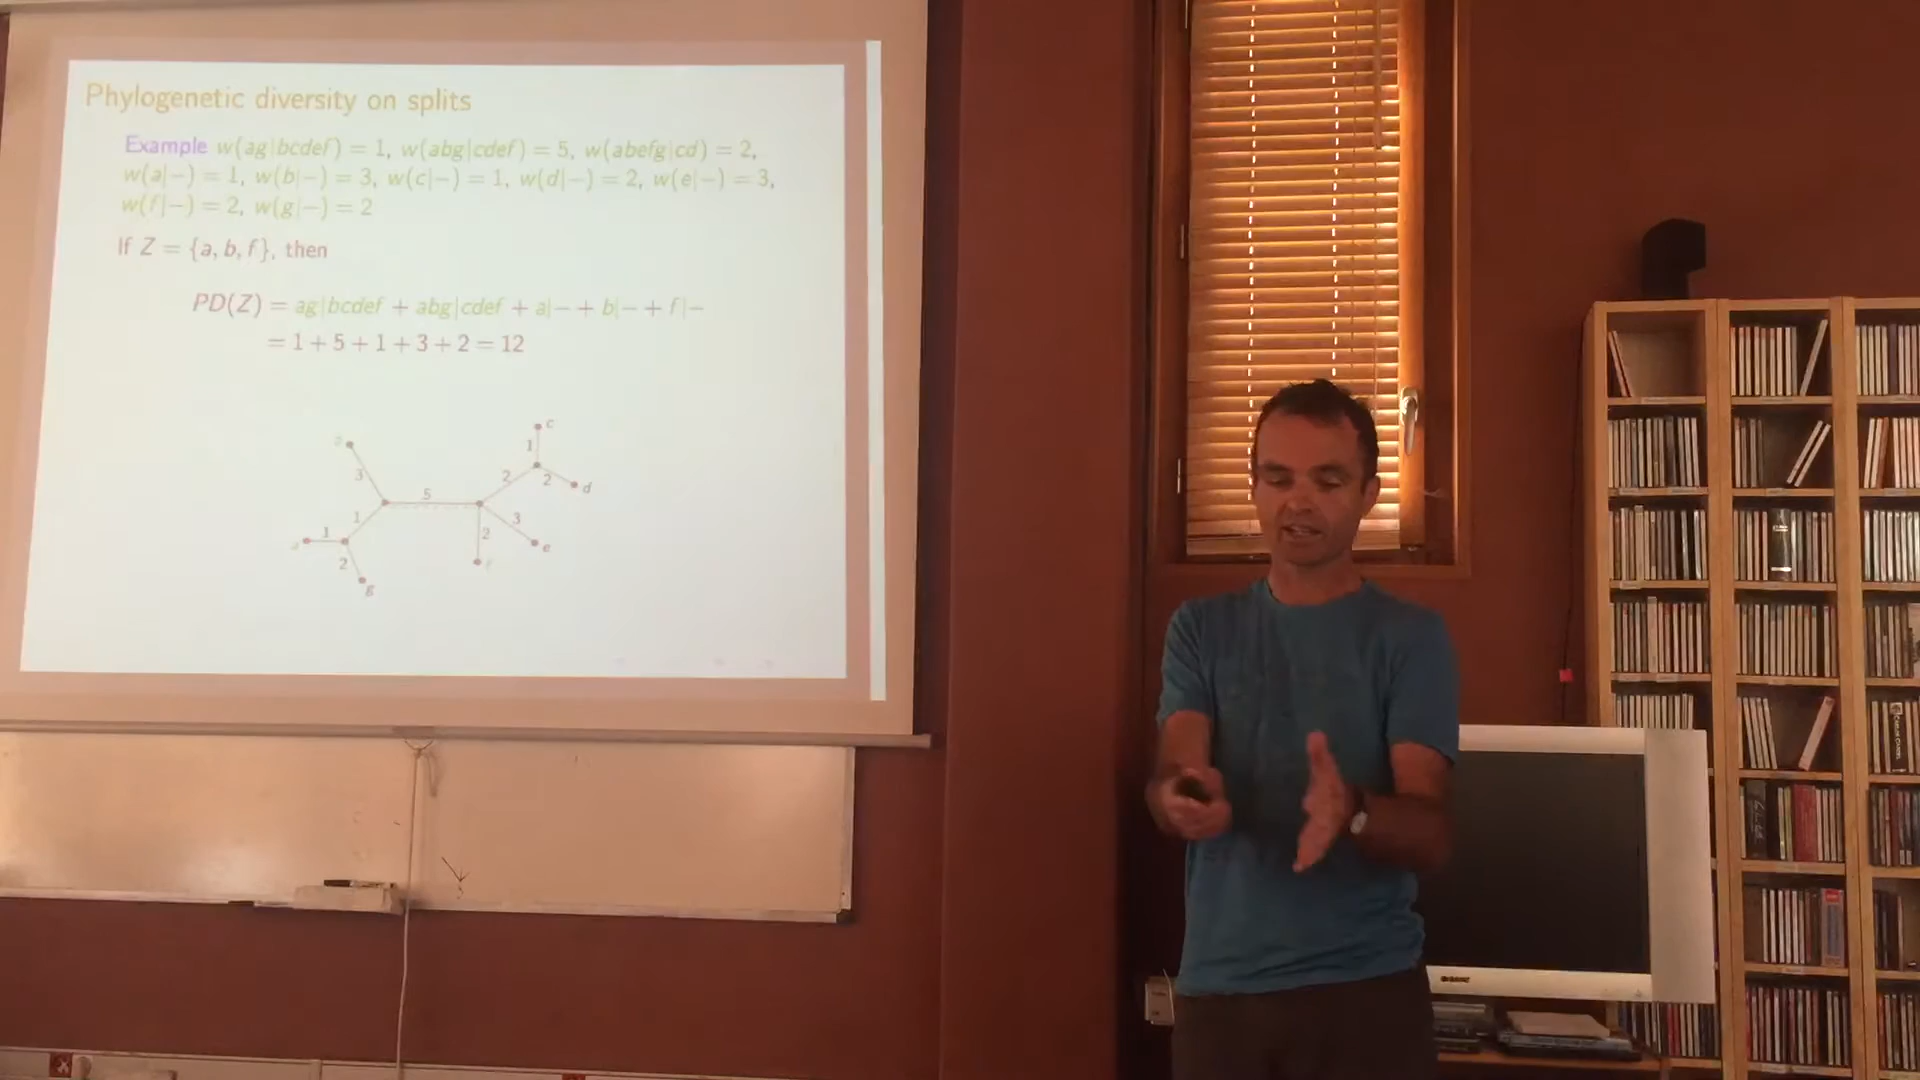 Phylogenetic diversity on splits
Example w(ag|bcdef) = 1, w(abg|cdef) = 5, w(abefg|cd) = 2,
w(a|−) = 1, w(b|−) = 3, w(c|−) = 1, w(d|−) = 2, w(e|−) = 3,
w(f|−) = 2, w(g|−) = 2
If Z = {a, b, f}, then
PD(Z) = ag|bcdef + abg|cdef + a|− + b|− + f|−
= 1 + 5 + 1 + 3 + 2 = 12
c
1
3
2
2
d
5
1
3
1
2
e
2
f
g